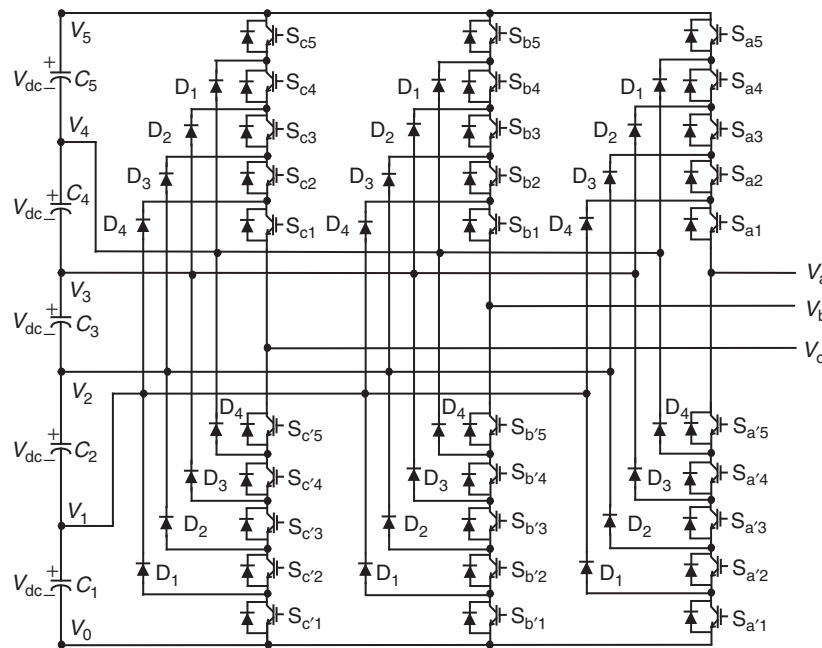 V5 Sc5 Sb5 Sa5
+ Vdc− C5 D1 Sc4 D1 Sb4 D1 Sa4
V4 D2 Sc3 D2 Sb3 D2 Sa3
+ Vdc− C4 D3 Sc2 D3 Sb2 D3 Sa2
D4 Sc1 D4 Sb1 D4 Sa1
Va
V3
+ Vdc− C3 Vb
Vc
V2
D4 Sc′5 D4 Sb′5 D4 Sa′5
+ Vdc− C2 D3 Sc′4 D3 Sb′4 D3 Sa′4
V1 D2 Sc′3 D2 Sb′3 D2 Sa′3
+ Vdc− C1 D1 Sc′2 D1 Sb′2 D1 Sa′2
V0 Sc′1 Sb′1 Sa′1